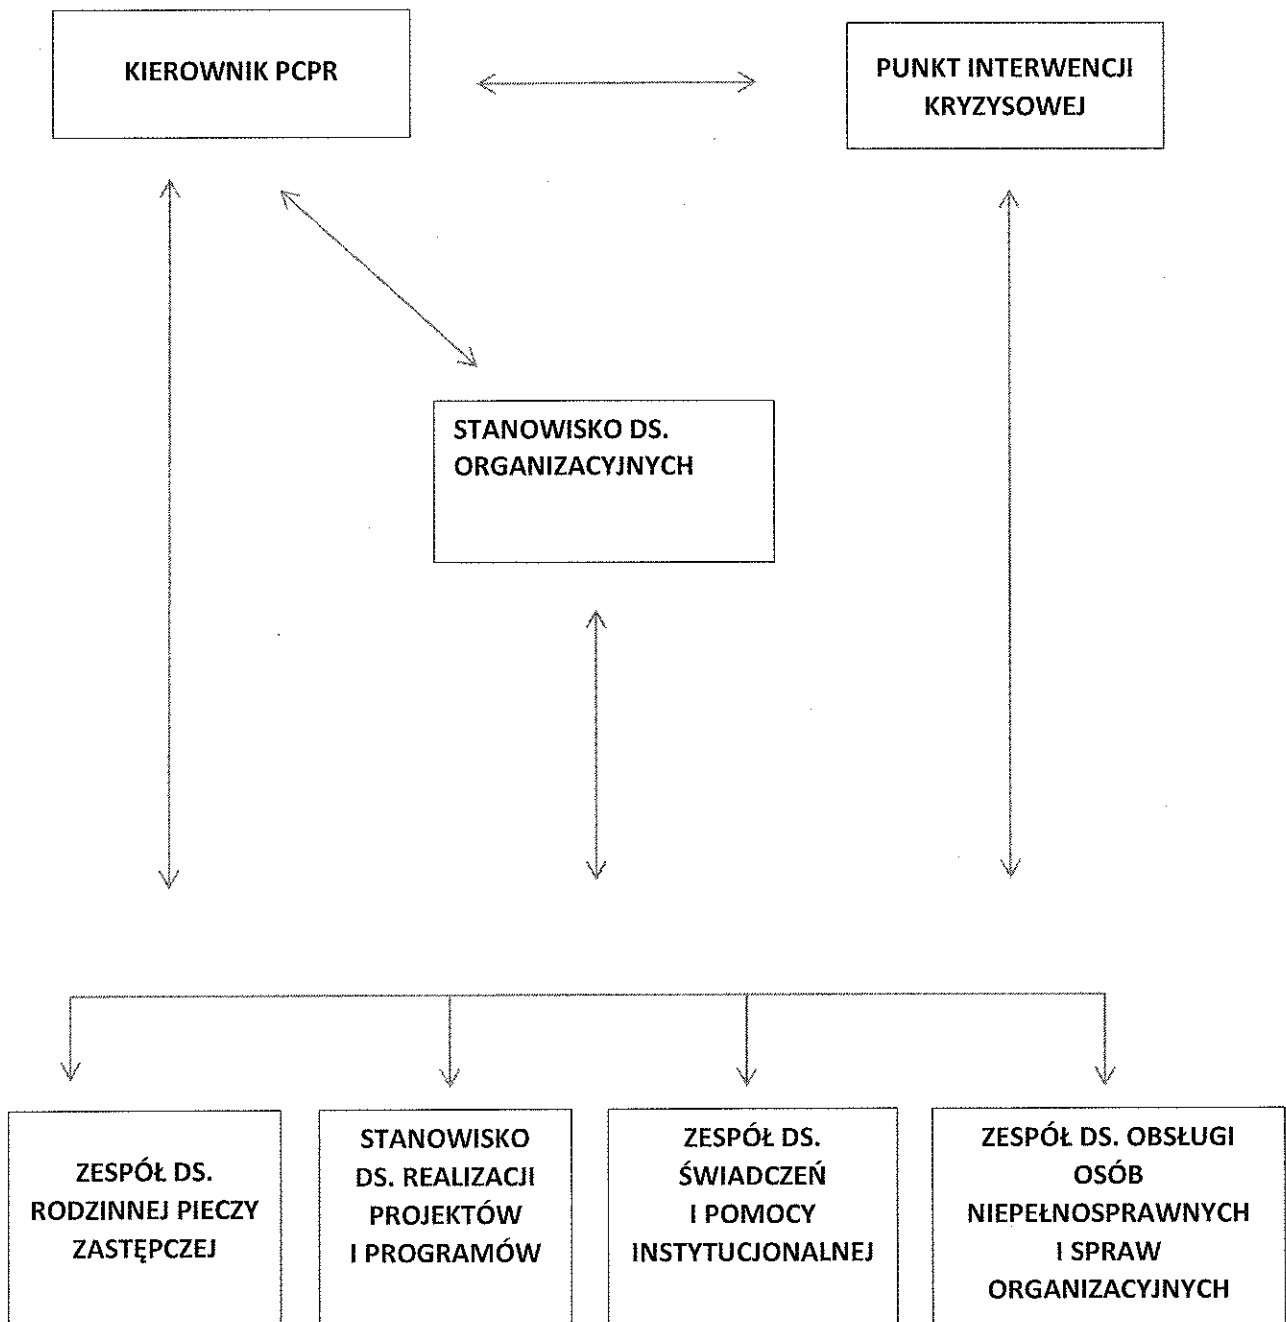 KIEROWNIK PCPR
PUNKT INTERWENCJI
KRYZYSOWEJ
STANOWISKO DS.
ORGANIZACYJNYCH
ZESPÓŁ DS.
RODZINNEJ PIECZY
ZASTĘPCZEJ
STANOWISKO
DS. REALIZACJI
PROJEKTÓW
I PROGRAMÓW
ZESPÓŁ DS.
ŚWIADCZEŃ
I POMOCY
INSTYTUCJONALNEJ
ZESPÓŁ DS. OBSŁUGI
OSÓB
NIEPEŁNOSPRAWNYCH
I SPRAW
ORGANIZACYJNYCH